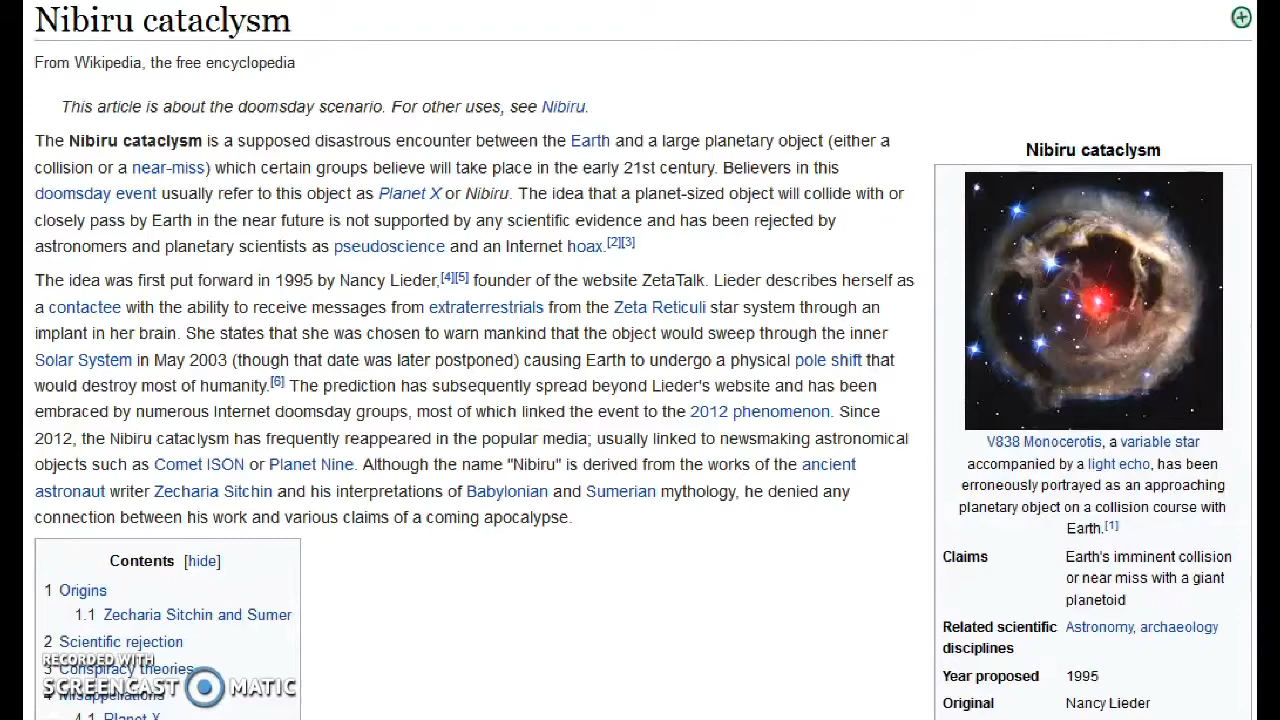 Nibiru cataclysm
From Wikipedia, the free encyclopedia
This article is about the doomsday scenario. For other uses, see Nibiru.
The Nibiru cataclysm is a supposed disastrous encounter between the Earth and a large planetary object (either a
collision or a near-miss) which certain groups believe will take place in the early 21st century. Believers in this
doomsday event usually refer to this object as Planet X or Nibiru. The idea that a planet-sized object will collide with or
closely pass by Earth in the near future is not supported by any scientific evidence and has been rejected by
astronomers and planetary scientists as pseudoscience and an Internet hoax.[2][3]
The idea was first put forward in 1995 by Nancy Lieder,[4][5] founder of the website ZetaTalk. Lieder describes herself as
a contactee with the ability to receive messages from extraterrestrials from the Zeta Reticuli star system through an
implant in her brain. She states that she was chosen to warn mankind that the object would sweep through the inner
Solar System in May 2003 (though that date was later postponed) causing Earth to undergo a physical pole shift that
would destroy most of humanity.[6] The prediction has subsequently spread beyond Lieder's website and has been
embraced by numerous Internet doomsday groups, most of which linked the event to the 2012 phenomenon. Since
2012, the Nibiru cataclysm has frequently reappeared in the popular media; usually linked to newsmaking astronomical
objects such as Comet ISON or Planet Nine. Although the name "Nibiru" is derived from the works of the ancient
astronaut writer Zecharia Sitchin and his interpretations of Babylonian and Sumerian mythology, he denied any
connection between his work and various claims of a coming apocalypse.
Contents [hide]
1 Origins
1.1 Zecharia Sitchin and Sumer
2 Scientific rejection
3 Conspiracy theories
4 Misappellations
4.1 Planet X
RECORDED WITH
SCREENCAST MATIC
Nibiru cataclysm
V838 Monocerotis, a variable star
accompanied by a light echo, has been
erroneously portrayed as an approaching
planetary object on a collision course with
Earth.[1]
Claims Earth's imminent collision
or near miss with a giant
planetoid
Related scientific Astronomy, archaeology
disciplines
Year proposed 1995
Original Nancy Lieder